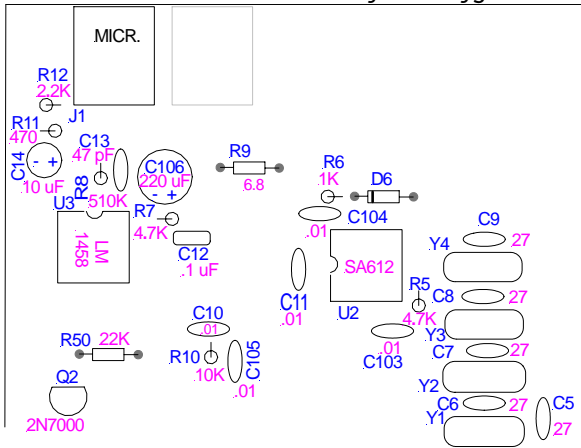 MICR.
R12
2.2K
J1
R11
470
C13
47 pF
C14
- +
10 uF
R8
510K
C106
220 uF
- +
R9
6.8
R6
1K
D6
U3
LM
1458
R7
4.7K
C12
.1 uF
C104
.01
C9
27
Y4
SA612
U2
C11
.01
R5
4.7K
C8
27
Y3
C10
.01
C103
.01
C7
27
R50
22K
R10
10K
C105
.01
Y2
Q2
2N7000
C6
27
Y1
C5
27